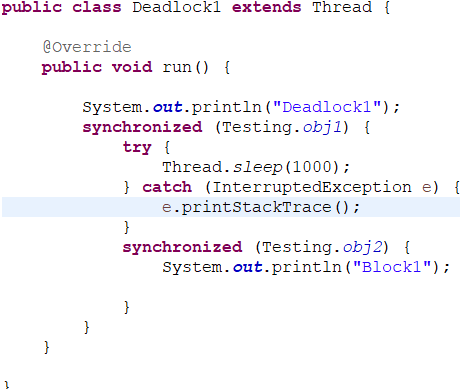 public class Deadlock1 extends Thread {
@Override
public void run() {
System.out.println("Deadlock1");
synchronized (Testing.obj1) {
try {
Thread.sleep(1000);
} catch (InterruptedException e) {
e.printStackTrace();
}
synchronized (Testing.obj2) {
System.out.println("Block1");
}
}
}
}